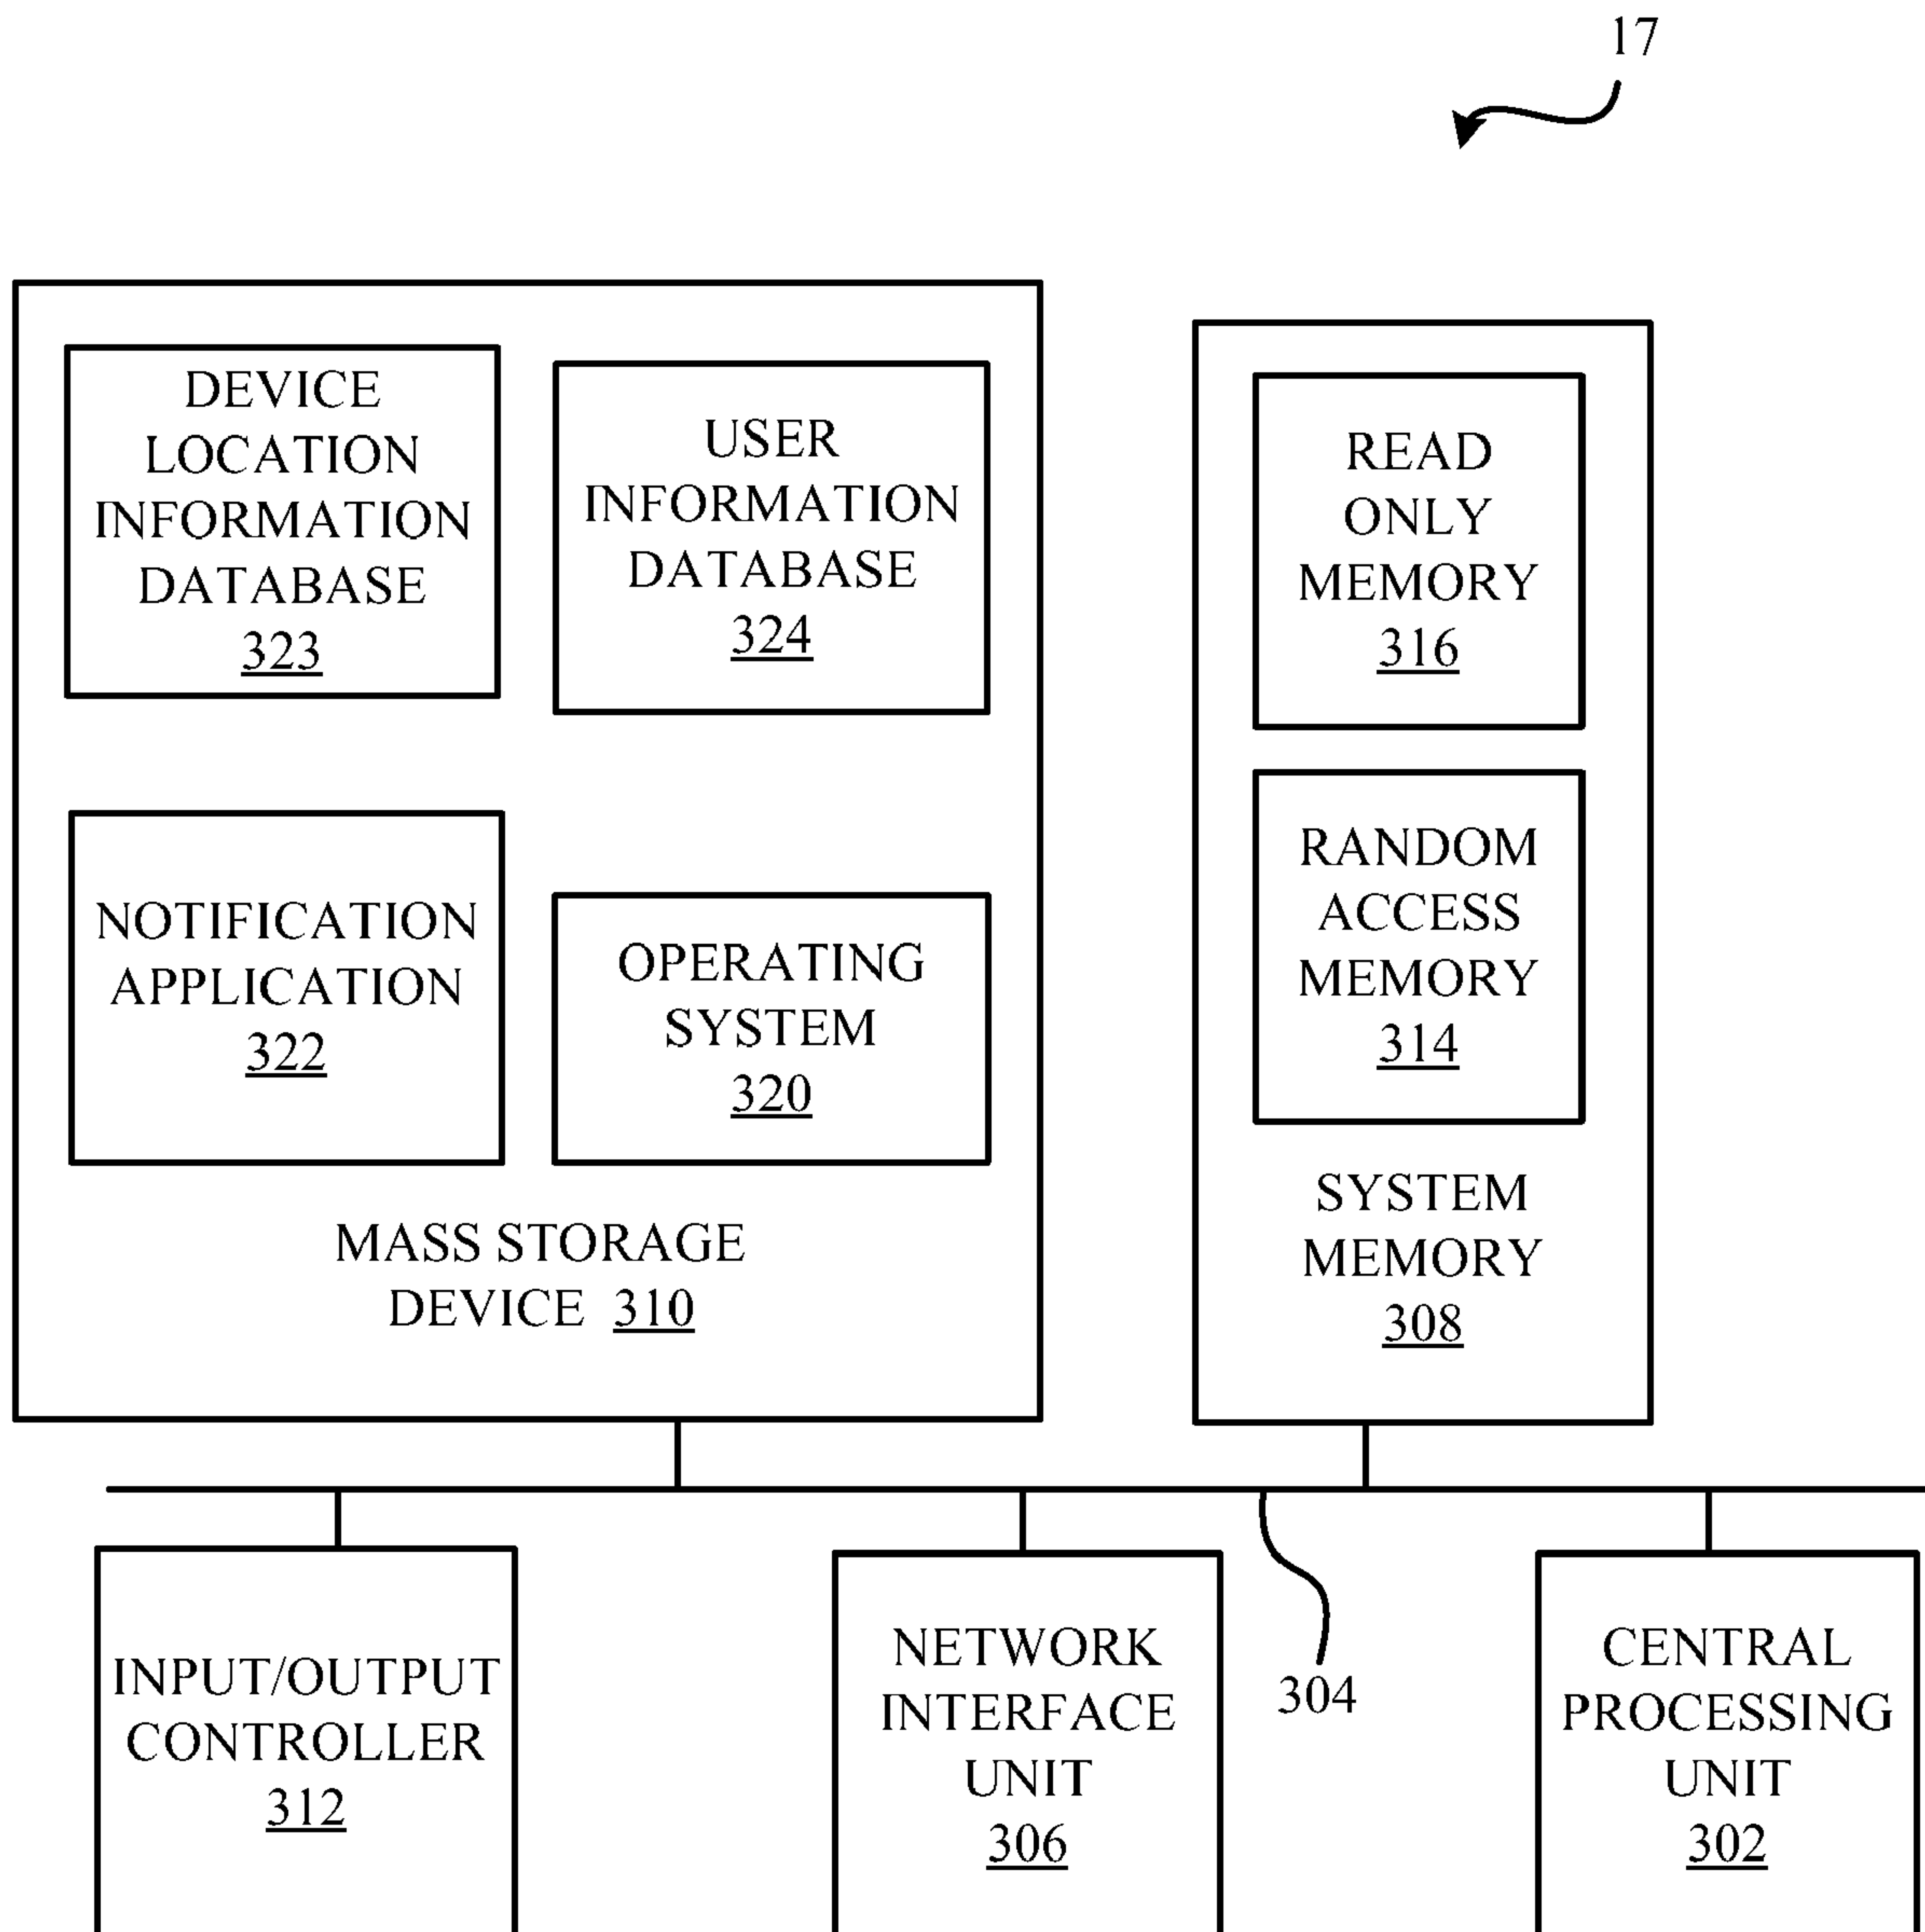 17
DEVICE
LOCATION
INFORMATION
DATABASE
323
USER
INFORMATION
DATABASE
324
READ
ONLY
MEMORY
316
NOTIFICATION
APPLICATION
322
OPERATING
SYSTEM
320
RANDOM
ACCESS
MEMORY
314
MASS STORAGE
DEVICE 310
SYSTEM
MEMORY
308
INPUT/OUTPUT
CONTROLLER
312
NETWORK
INTERFACE
UNIT
306
304
CENTRAL
PROCESSING
UNIT
302